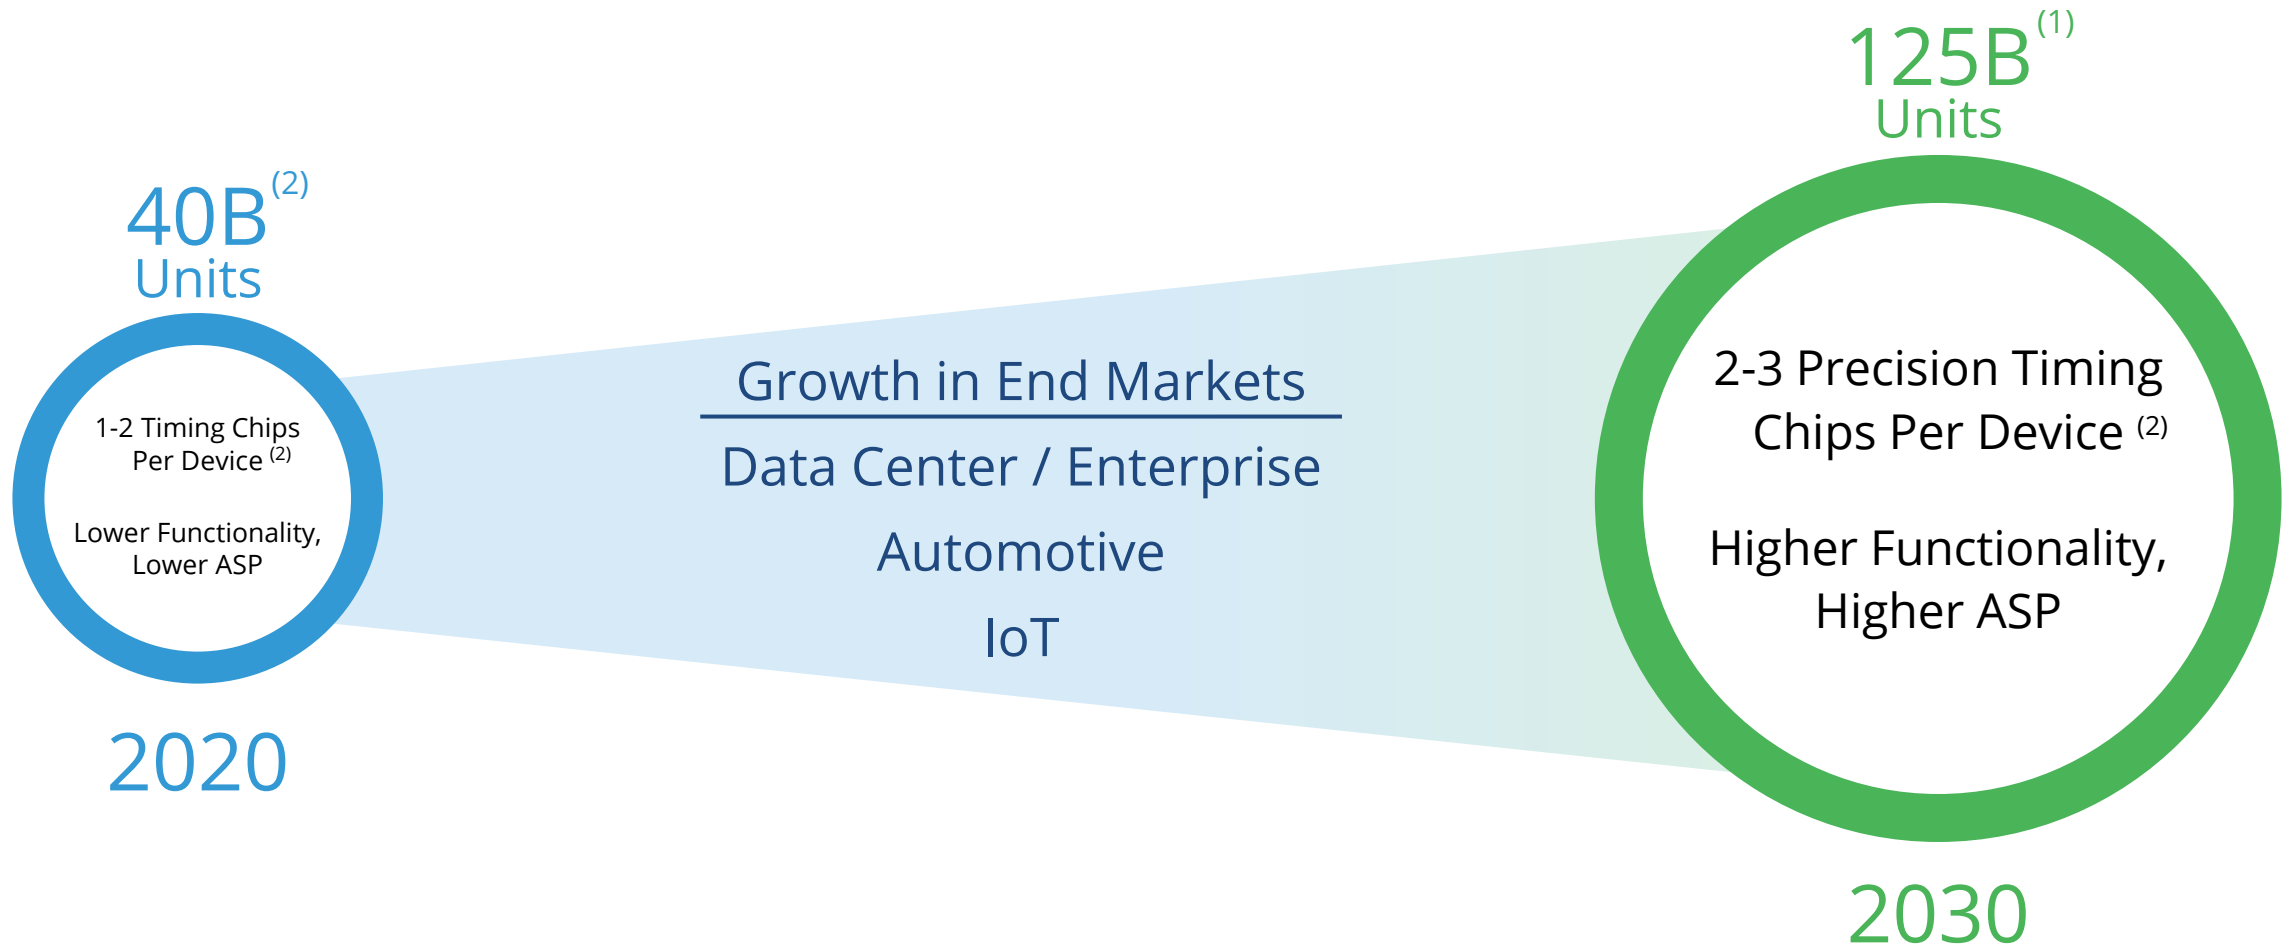 40B(2)
Units
1-2 Timing Chips
Per Device (2)
Lower Functionality,
Lower ASP
2020
Growth in End Markets
Data Center / Enterprise
Automotive
IoT
125B(1)
Units
2-3 Precision Timing
Chips Per Device (2)
Higher Functionality,
Higher ASP
2030